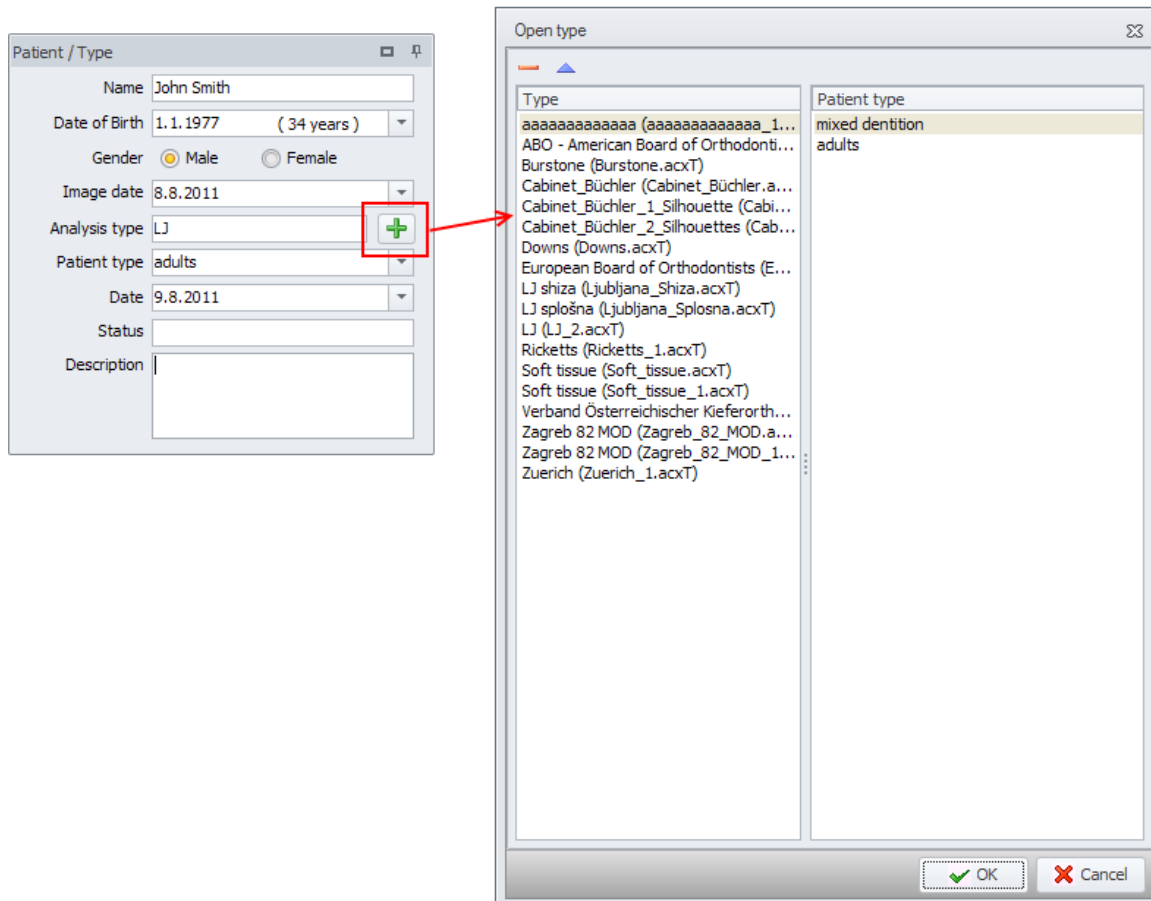 Patient / Type
Name John Smith
Date of Birth 1.1.1977 ( 34 years )
Gender Male Female
Image date 8.8.2011
Analysis type LJ
Patient type adults
Date 9.8.2011
Status
Description
Open type
Type
aaaaaaaaaaaaa (aaaaaaaaaaaaa_1...
ABO - American Board of Orthodonti...
Burstone (Burstone.acxT)
Cabinet_Büchler (Cabinet_Büchler.a...
Cabinet_Büchler_1_Silhouette (Cabi...
Cabinet_Büchler_2_Silhouettes (Cab...
Downs (Downs.acxT)
European Board of Orthodontists (E...
LJ shiza (Ljubljana_Shiza.acxT)
LJ splošna (Ljubljana_Splosna.acxT)
LJ (LJ_2.acxT)
Ricketts (Ricketts_1.acxT)
Soft tissue (Soft_tissue.acxT)
Soft tissue (Soft_tissue_1.acxT)
Verband Österreichischer Kieferorth...
Zagreb 82 MOD (Zagreb_82_MOD.a...
Zagreb 82 MOD (Zagreb_82_MOD_1...
Zuerich (Zuerich_1.acxT)
Patient type
mixed dentition
adults
OK Cancel